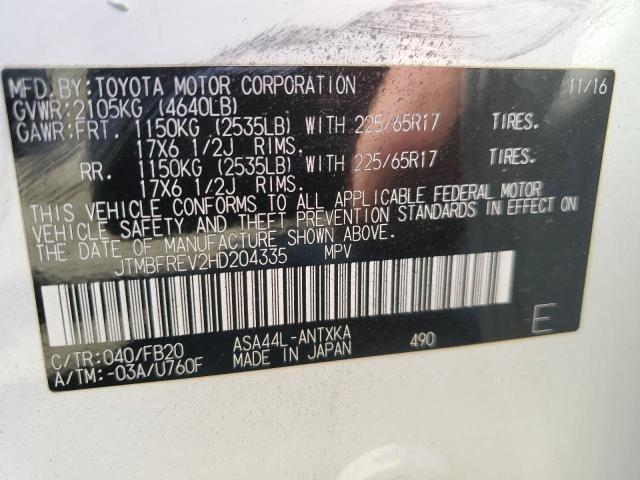 MFD.BY:TOYOTA MOTOR CORPORATION 11/16
GVWR:2105KG (4640LB)
GAWR:FRT. 1150KG (2535LB) WITH 225/65R17 TIRES.
17X6 1/2J RIMS.
RR. 1150KG (2535LB) WITH 225/65R17 TIRES.
17X6 1/2J RIMS.
THIS VEHICLE CONFORMS TO ALL APPLICABLE FEDERAL MOTOR
VEHICLE SAFETY AND THEFT PREVENTION STANDARDS IN EFFECT ON
THE DATE OF MANUFACTURE SHOWN ABOVE.
JTMBFREV2HD204335 MPV
E
C/TR:040/FB20 ASA44L-ANTXKA 490
A/TM:-03A/U760F MADE IN JAPAN